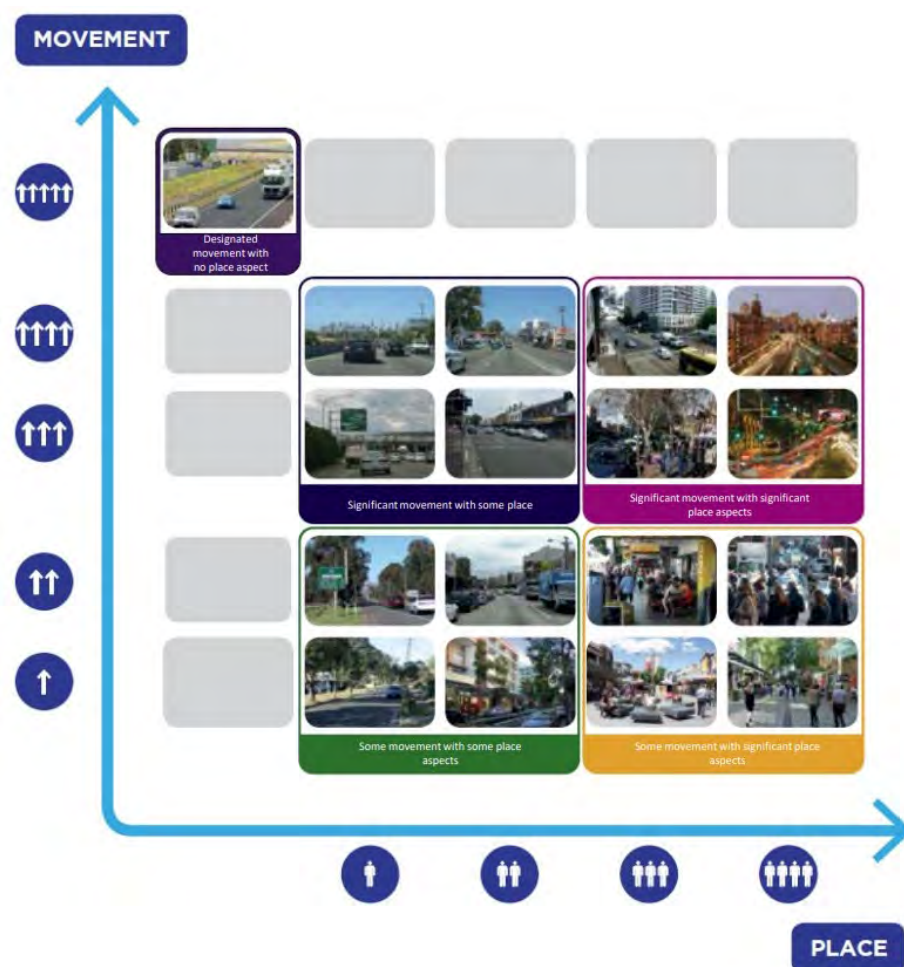 MOVEMENT
Designated
movement with
no place aspect
Significant movement with some place
Significant movement with significant
place aspects
Some movement with some place
aspects
Some movement with significant place
aspects
PLACE